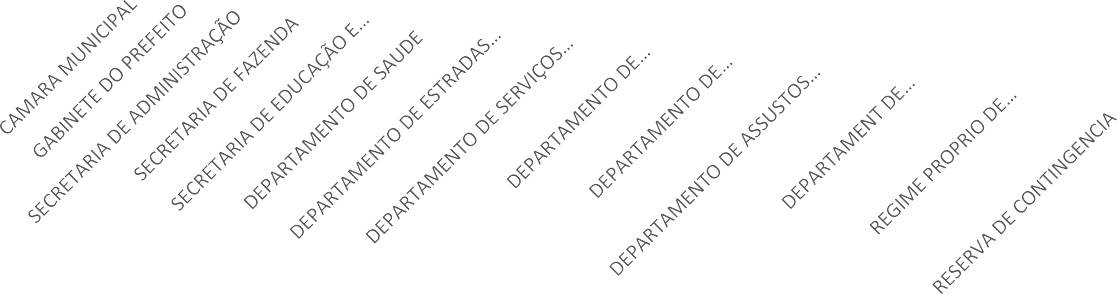 CAMARA MUNICIPAL
GABINETE DO PREFEITO
SECRETARIA DE ADMINISTRAÇÃO
SECRETARIA DE FAZENDA
SECRETARIA DE EDUCAÇÃO E...
DEPARTAMENTO DE SAUDE
DEPARTAMENTO DE ESTRADAS...
DEPARTAMENTO DE SERVIÇOS...
DEPARTAMENTO DE...
DEPARTAMENTO DE...
DEPARTAMENTO DE ASSUSTOS...
DEPARTAMENT DE...
REGIME PROPRIO DE...
RESERVA DE CONTINGENCIA